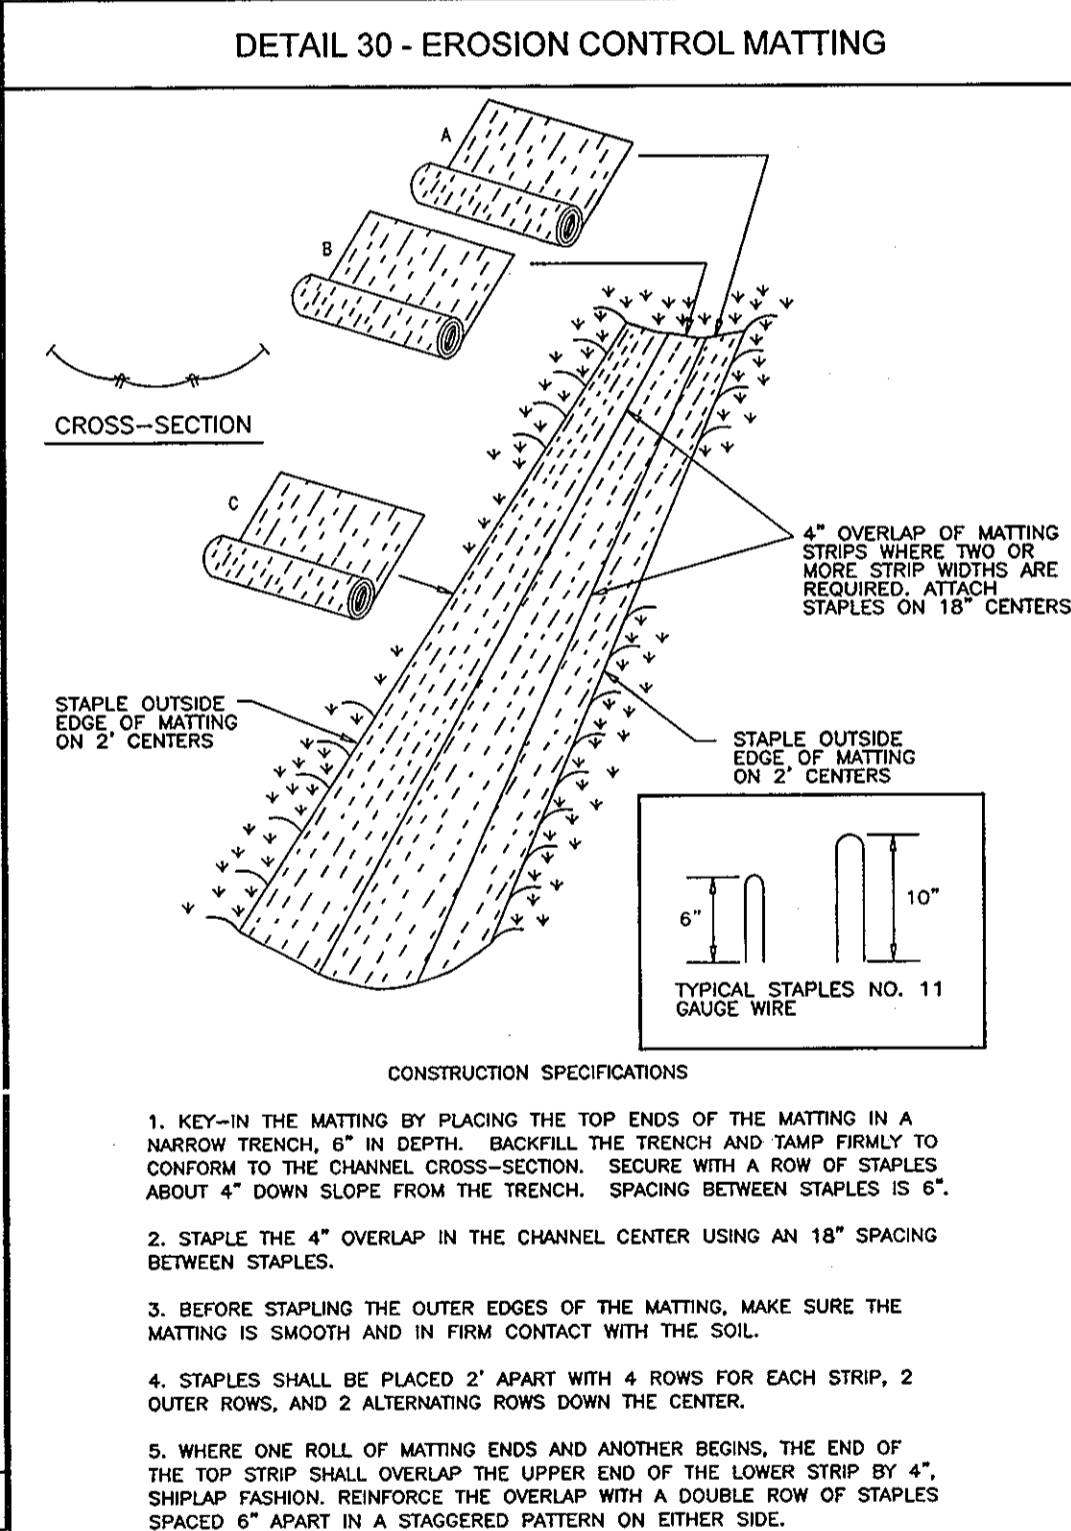 DETAIL 30 - EROSION CONTROL MATTING
A
B
CROSS-SECTION
C
4" OVERLAP OF MATTING
STRIPS WHERE TWO OR
MORE STRIP WIDTHS ARE
REQUIRED. ATTACH
STAPLES ON 18" CENTERS
STAPLE OUTSIDE
EDGE OF MATTING
ON 2' CENTERS
STAPLE OUTSIDE
EDGE OF MATTING
ON 2' CENTERS
6"
10"
TYPICAL STAPLES NO. 11
GAUGE WIRE
CONSTRUCTION SPECIFICATIONS
1. KEY-IN THE MATTING BY PLACING THE TOP ENDS OF THE MATTING IN A
NARROW TRENCH, 6" IN DEPTH. BACKFILL THE TRENCH AND TAMP FIRMLY TO
CONFORM TO THE CHANNEL CROSS-SECTION. SECURE WITH A ROW OF STAPLES
ABOUT 4" DOWN SLOPE FROM THE TRENCH. SPACING BETWEEN STAPLES IS 6".
2. STAPLE THE 4" OVERLAP IN THE CHANNEL CENTER USING AN 18" SPACING
BETWEEN STAPLES.
3. BEFORE STAPLING THE OUTER EDGES OF THE MATTING, MAKE SURE THE
MATTING IS SMOOTH AND IN FIRM CONTACT WITH THE SOIL.
4. STAPLES SHALL BE PLACED 2' APART WITH 4 ROWS FOR EACH STRIP, 2
OUTER ROWS, AND 2 ALTERNATING ROWS DOWN THE CENTER.
5. WHERE ONE ROLL OF MATTING ENDS AND ANOTHER BEGINS, THE END OF
THE TOP STRIP SHALL OVERLAP THE UPPER END OF THE LOWER STRIP BY 4",
SHIPLAP FASHION. REINFORCE THE OVERLAP WITH A DOUBLE ROW OF STAPLES
SPACED 6" APART IN A STAGGERED PATTERN ON EITHER SIDE.